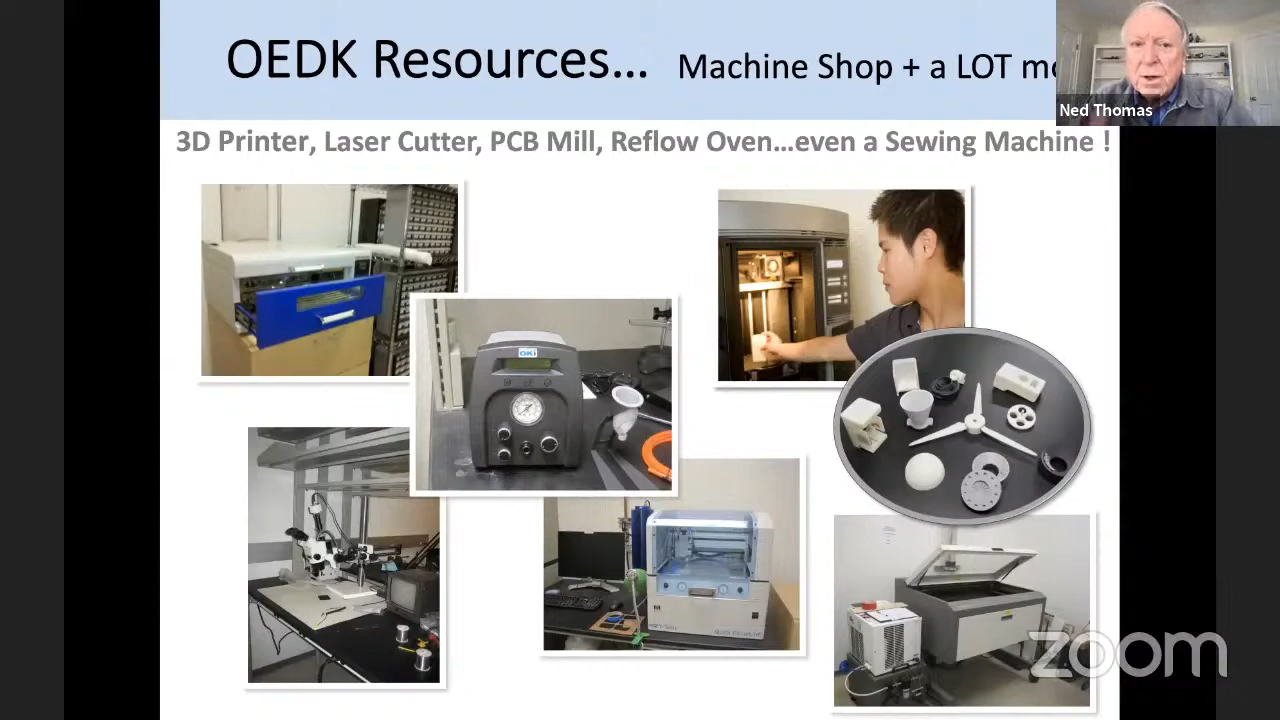 OEDK Resources... Machine Shop + a LOT mo
Ned Thomas
3D Printer, Laser Cutter, PCB Mill, Reflow Oven...even a Sewing Machine !
OKi
zoom